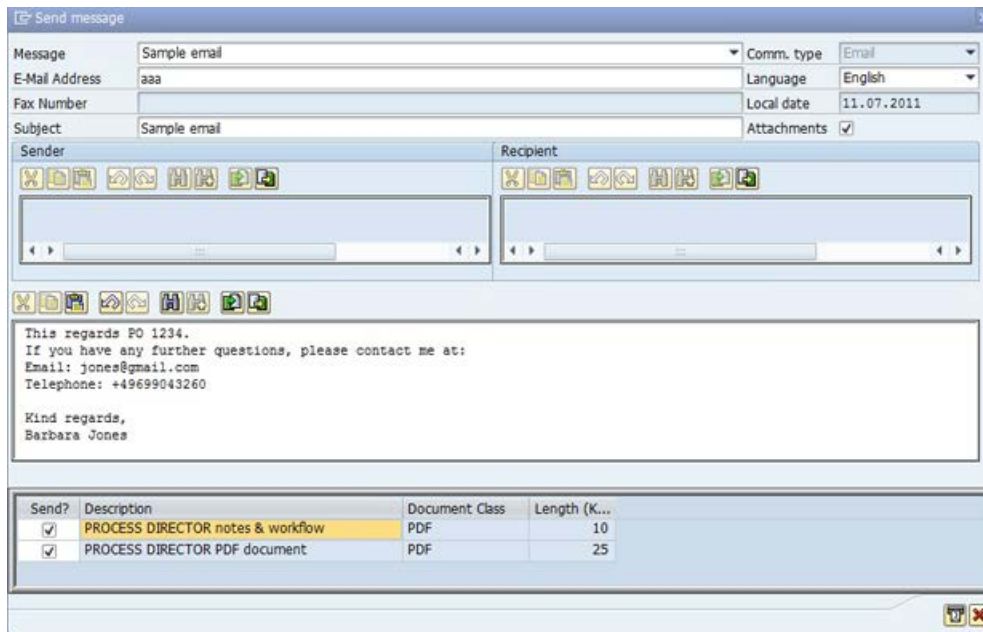 Send message
Message Sample email Comm. type Email
E-Mail Address aaa Language English
Fax Number Local date 11.07.2011
Subject Sample email Attachments
Sender Recipient
This regards PO 1234.
If you have any further questions, please contact me at:
Email: jones@gmail.com
Telephone: +49699043260
Kind regards,
Barbara Jones
Send? Description Document Class Length (K...
PROCESS DIRECTOR notes & workflow PDF 10
PROCESS DIRECTOR PDF document PDF 25